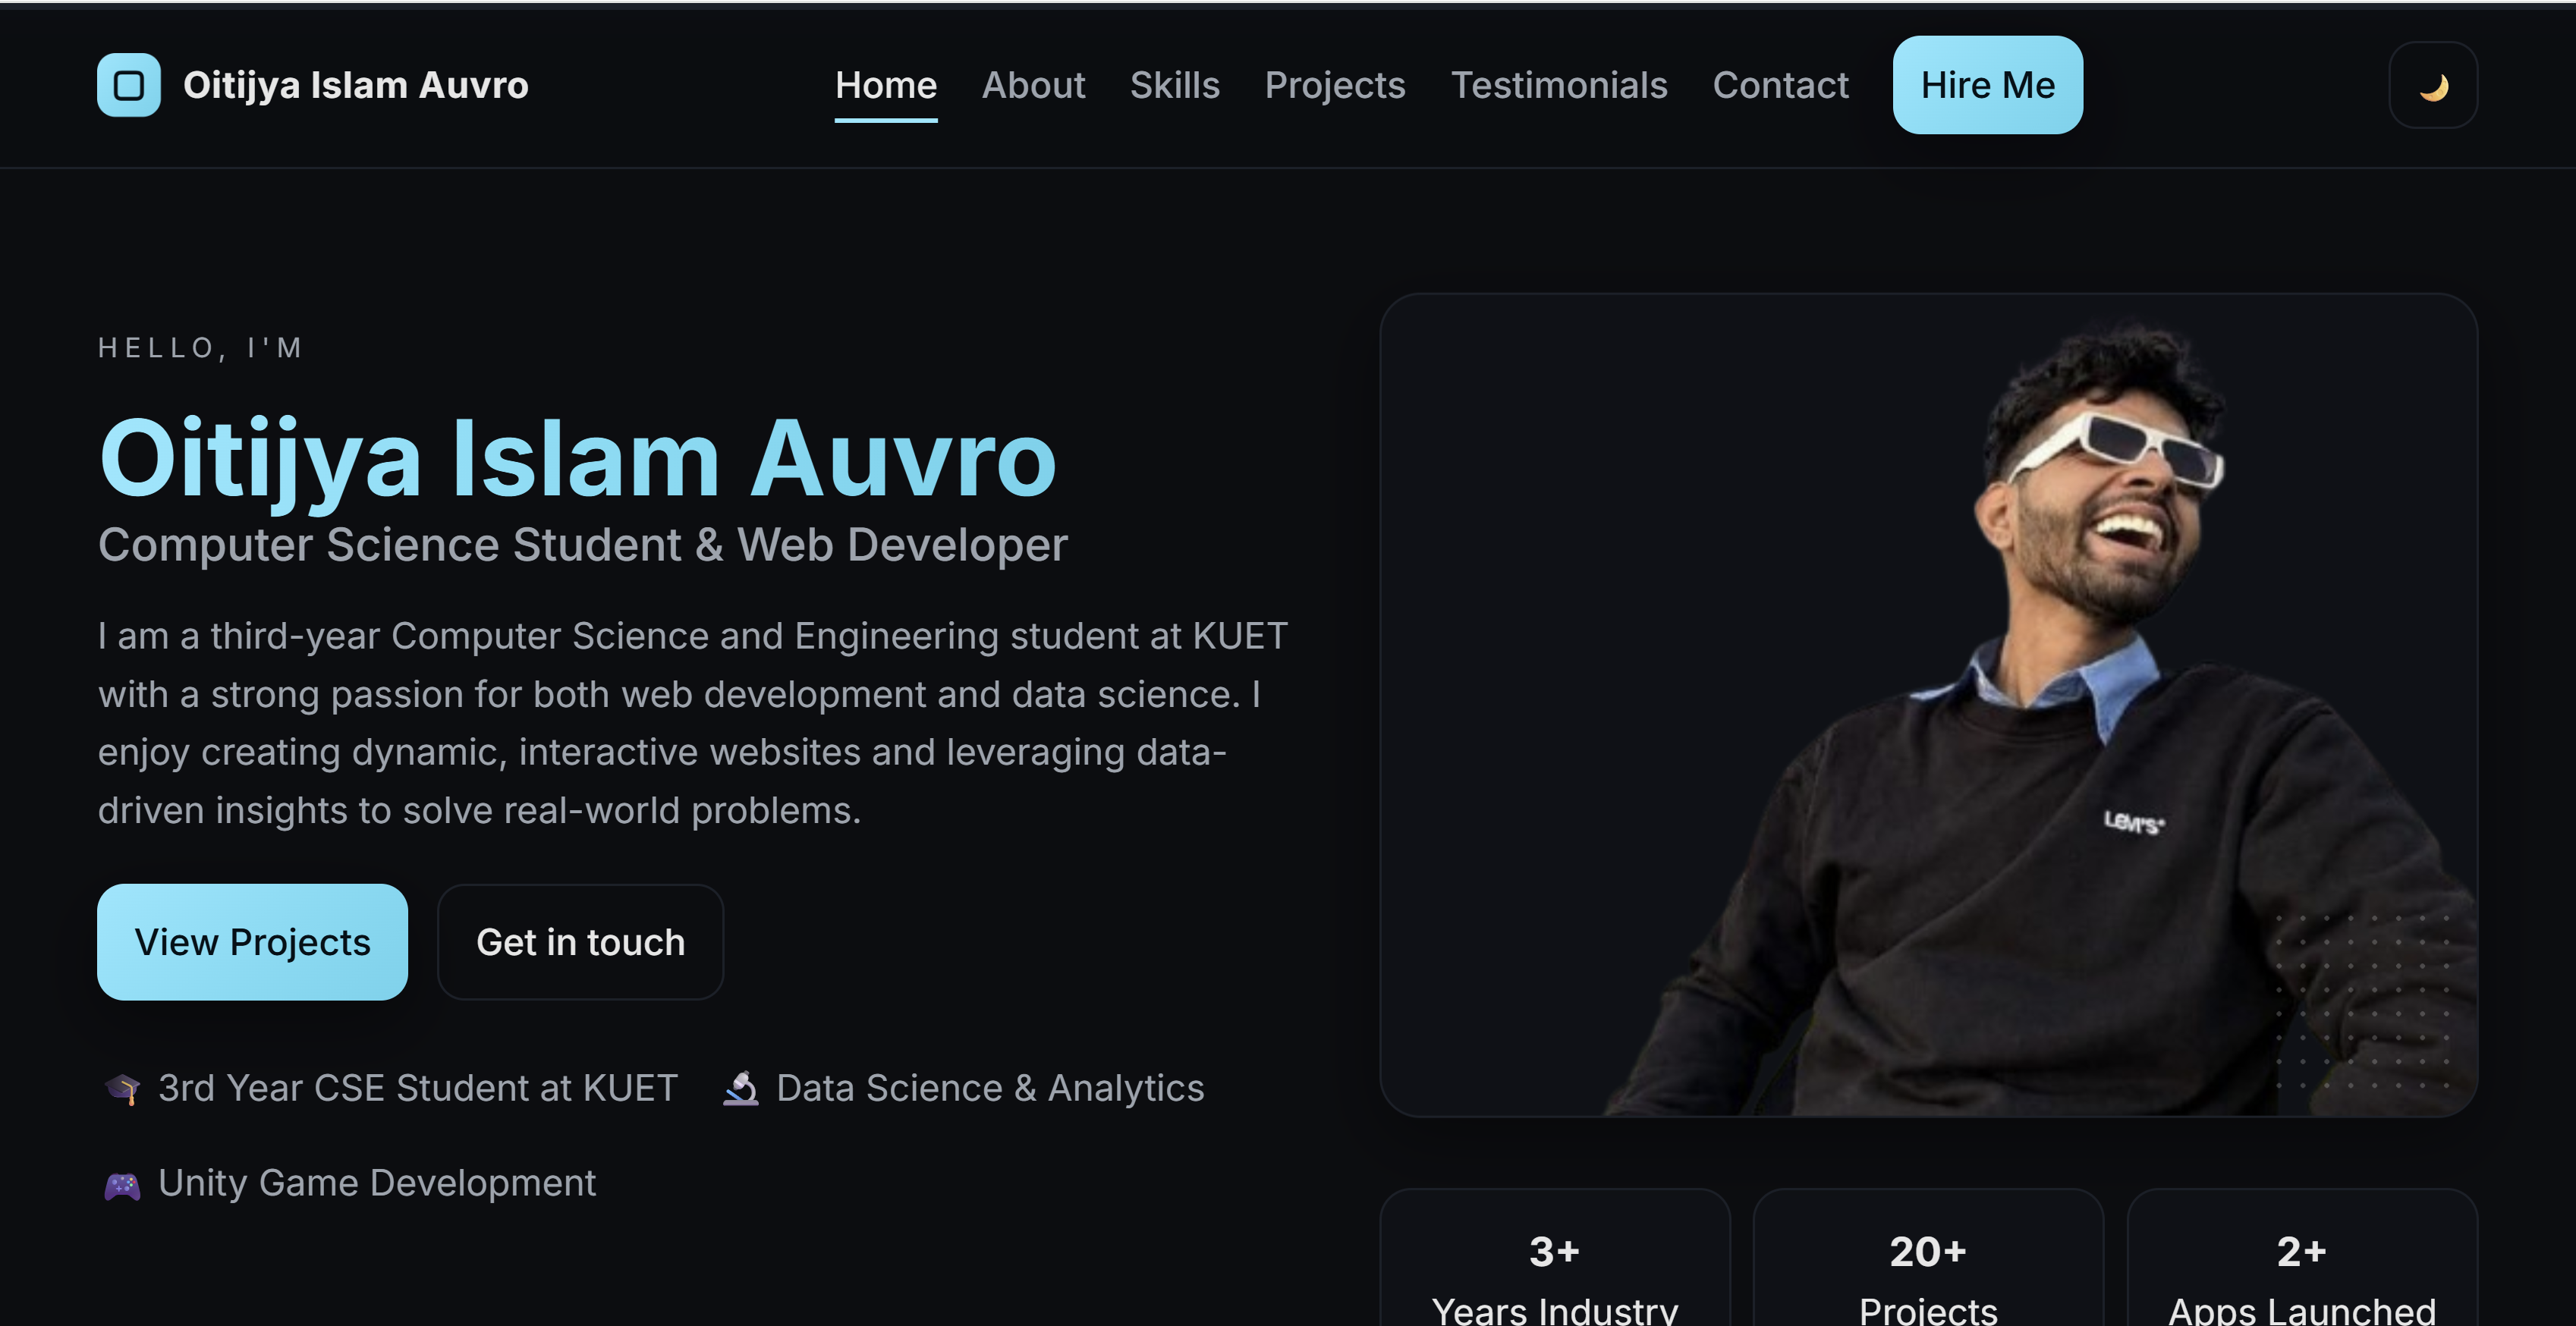 Oitijya Islam Auvro
Home About Skills Projects Testimonials Contact Hire Me
HELLO, I'M
Oitijya Islam Auvro
Computer Science Student & Web Developer
I am a third-year Computer Science and Engineering student at KUET
with a strong passion for both web development and data science. I
enjoy creating dynamic, interactive websites and leveraging data-
driven insights to solve real-world problems.
View Projects Get in touch
3rd Year CSE Student at KUET Data Science & Analytics
Unity Game Development
Levi's
3+ 20+ 2+
Years Industry Projects Apps Launched